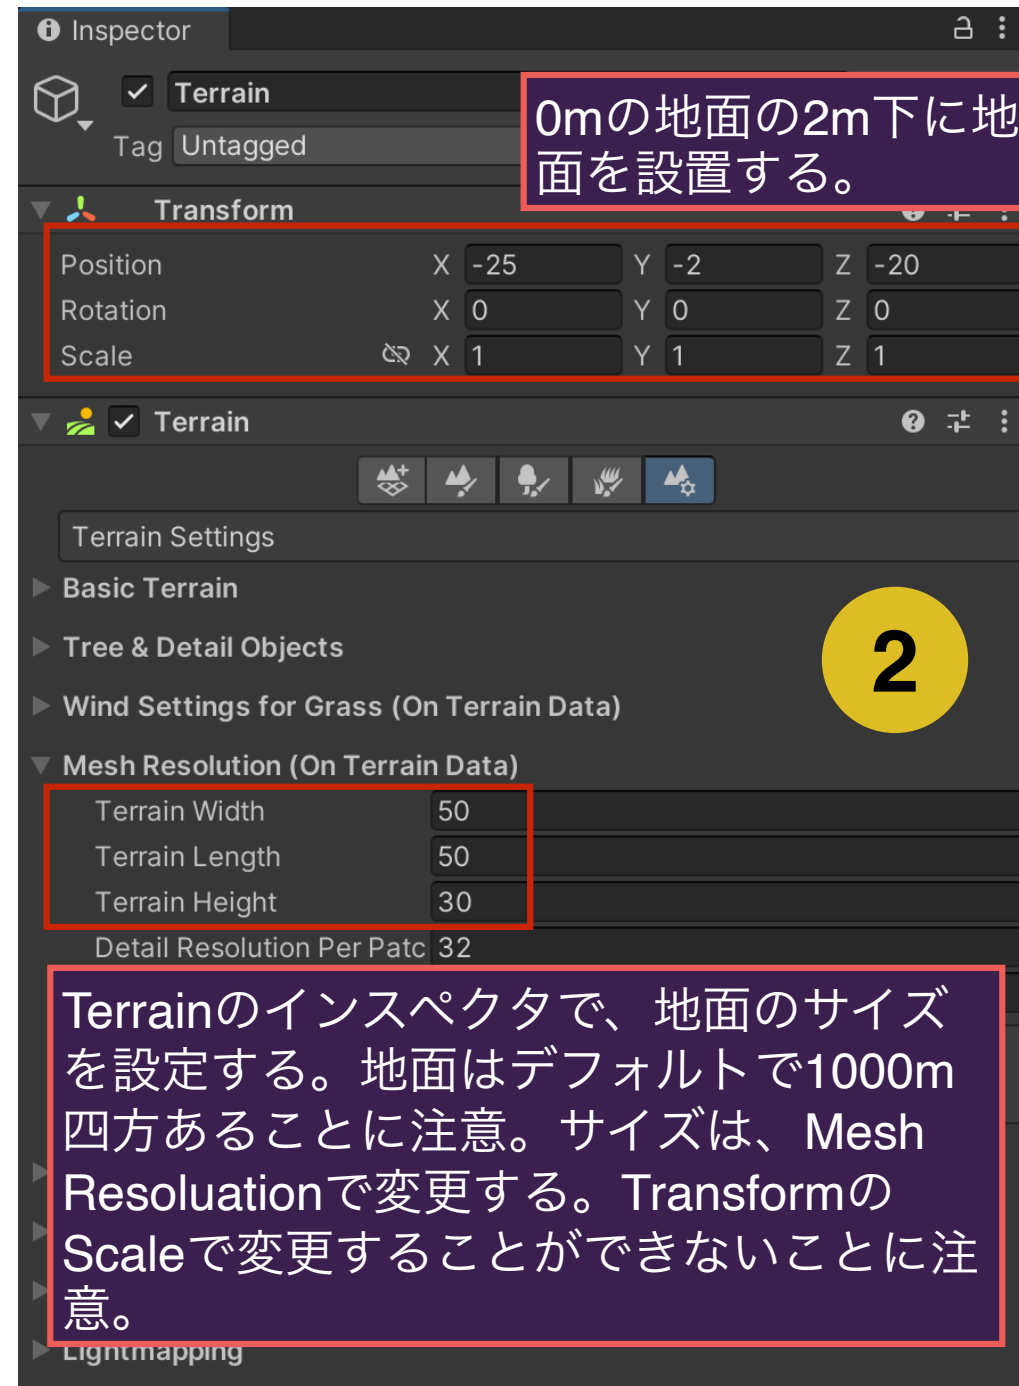 Inspector
Terrain
Tag Untagged
0mの地面の2m下に地
面を設置する。
Transform
Position X -25 Y -2 Z -20
Rotation X 0 Y 0 Z 0
Scale X 1 Y 1 Z 1
Terrain
Terrain Settings
Basic Terrain
2
Tree & Detail Objects
Wind Settings for Grass (On Terrain Data)
Mesh Resolution (On Terrain Data)
Terrain Width 50
Terrain Length 50
Terrain Height 30
Detail Resolution Per Patc 32
Terrainのインスペクタで、地面のサイズ
を設定する。地面はデフォルトで1000m
四方あることに注意。サイズは、Mesh
Resoluationで変更する。Transformの
Scaleで変更することができないことに注
意。
Lightmapping